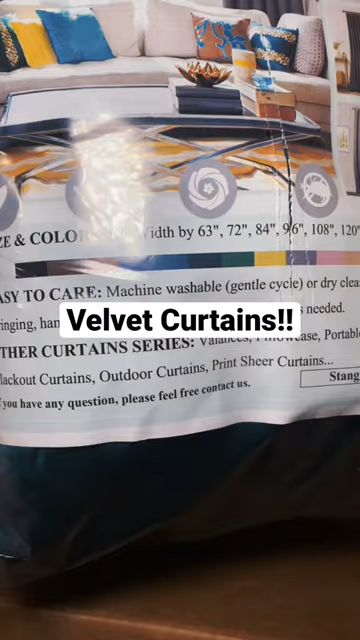 ZE & COLO
idth by 63", 72", 84", 96", 108", 120"
ASY TO CARE: Machine washable (gentle cycle) or dry clea
ringing, han
s needed.
Velvet Curtains!!
THER CURTAINS SERIES: Valances, Pillowcase, Portabl
lackout Curtains, Outdoor Curtains, Print Sheer Curtains...
f you have any question, please feel free contact us.
Stang